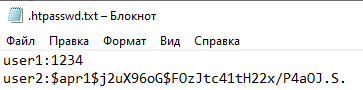 .htpasswd.txt – Блокнот
Файл Правка Формат Вид Справка
user1:1234
user2:$apr1$j2uX96oG$FOzJtc41tH22x/P4aOJ.S.